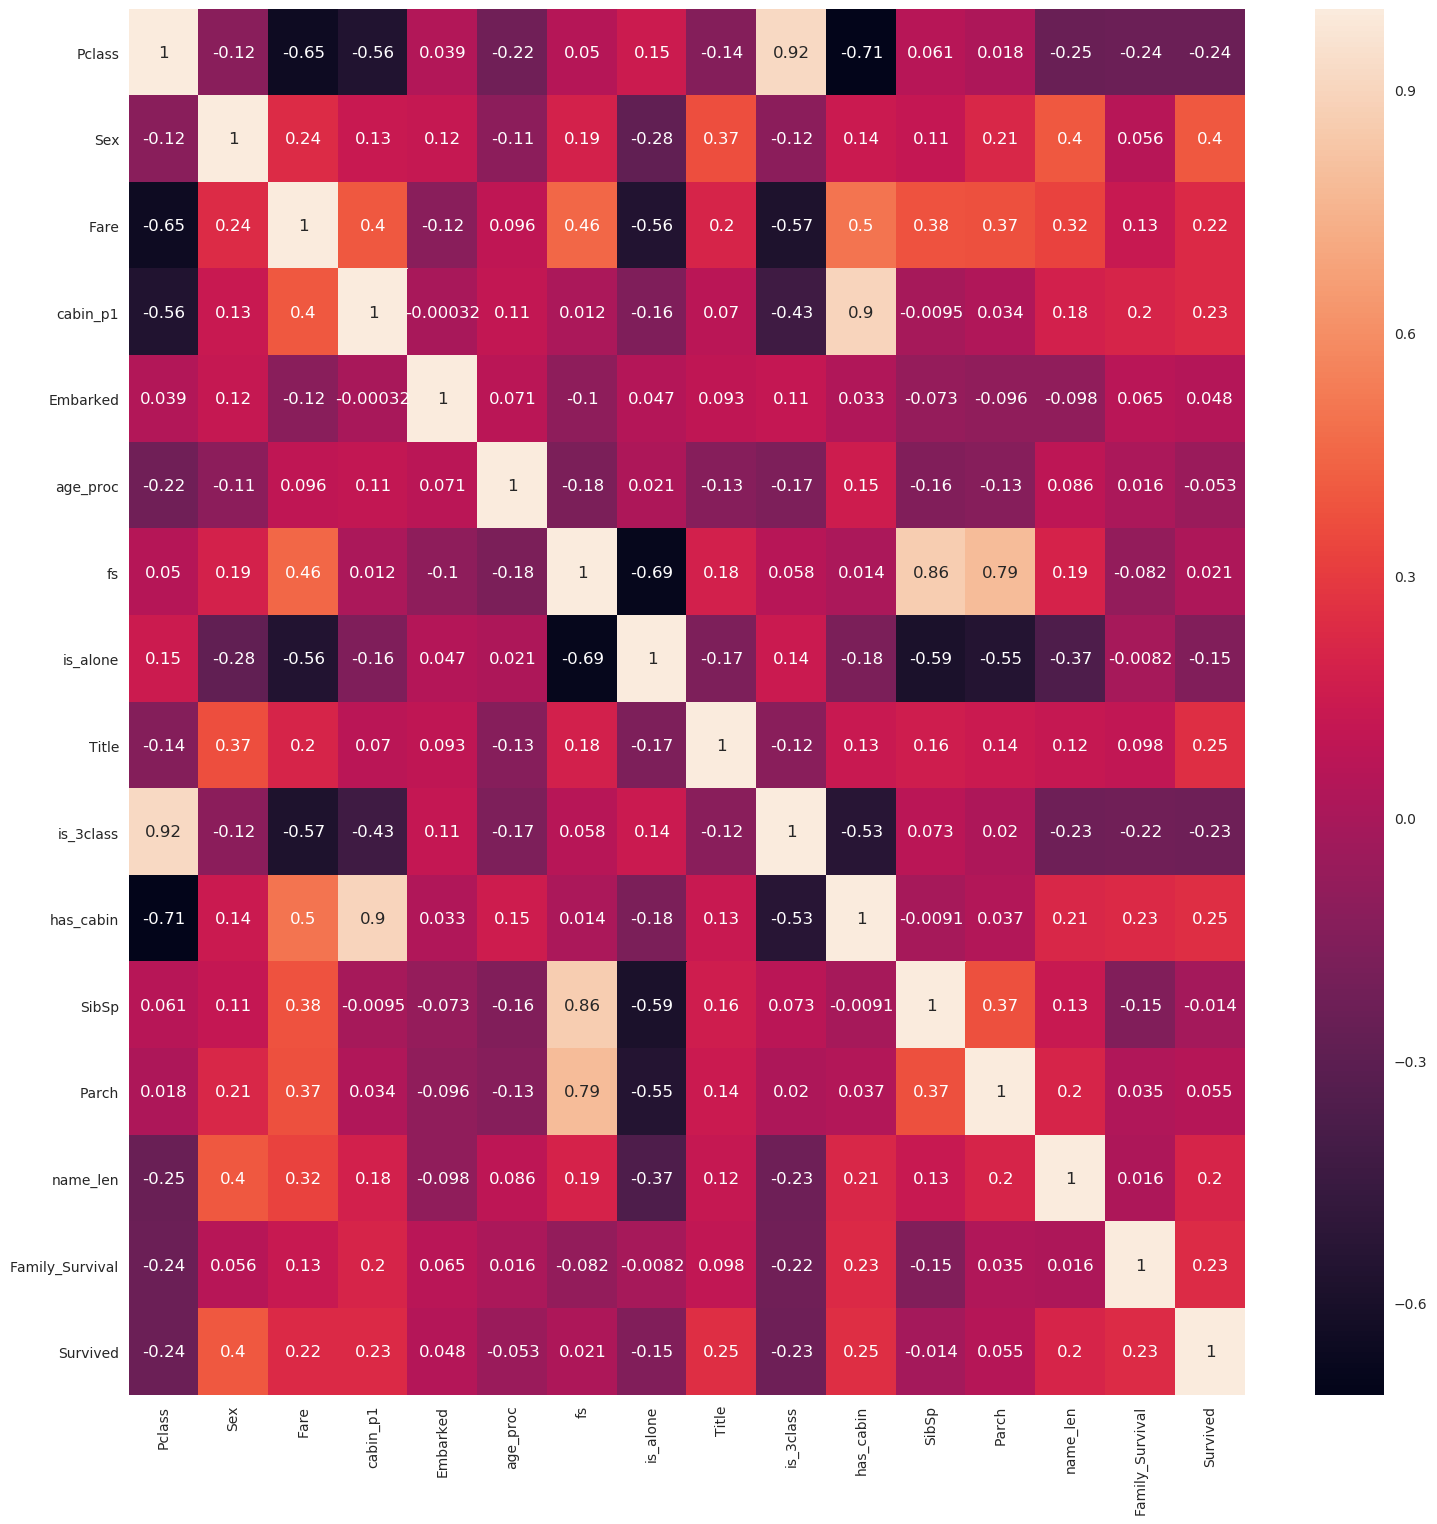 Pclass 1 -0.12 -0.65 -0.56 0.039 -0.22 0.05 0.15 -0.14 0.92 -0.71 0.061 0.018 -0.25 -0.24 -0.24
0.9
Sex -0.12 1 0.24 0.13 0.12 -0.11 0.19 -0.28 0.37 -0.12 0.14 0.11 0.21 0.4 0.056 0.4
Fare -0.65 0.24 1 0.4 -0.12 0.096 0.46 -0.56 0.2 -0.57 0.5 0.38 0.37 0.32 0.13 0.22
cabin_p1 -0.56 0.13 0.4 1 -0.00032 0.11 0.012 -0.16 0.07 -0.43 0.9 -0.0095 0.034 0.18 0.2 0.23
0.6
Embarked 0.039 0.12 -0.12 -0.00032 1 0.071 -0.1 0.047 0.093 0.11 0.033 -0.073 -0.096 -0.098 0.065 0.048
age_proc -0.22 -0.11 0.096 0.11 0.071 1 -0.18 0.021 -0.13 -0.17 0.15 -0.16 -0.13 0.086 0.016 -0.053
fs 0.05 0.19 0.46 0.012 -0.1 -0.18 1 -0.69 0.18 0.058 0.014 0.86 0.79 0.19 -0.082 0.021
0.3
is_alone 0.15 -0.28 -0.56 -0.16 0.047 0.021 -0.69 1 -0.17 0.14 -0.18 -0.59 -0.55 -0.37 -0.0082 -0.15
Title -0.14 0.37 0.2 0.07 0.093 -0.13 0.18 -0.17 1 -0.12 0.13 0.16 0.14 0.12 0.098 0.25
0.0
is_3class 0.92 -0.12 -0.57 -0.43 0.11 -0.17 0.058 0.14 -0.12 1 -0.53 0.073 0.02 -0.23 -0.22 -0.23
has_cabin -0.71 0.14 0.5 0.9 0.033 0.15 0.014 -0.18 0.13 -0.53 1 -0.0091 0.037 0.21 0.23 0.25
SibSp 0.061 0.11 0.38 -0.0095 -0.073 -0.16 0.86 -0.59 0.16 0.073 -0.0091 1 0.37 0.13 -0.15 -0.014
−0.3
Parch 0.018 0.21 0.37 0.034 -0.096 -0.13 0.79 -0.55 0.14 0.02 0.037 0.37 1 0.2 0.035 0.055
name_len -0.25 0.4 0.32 0.18 -0.098 0.086 0.19 -0.37 0.12 -0.23 0.21 0.13 0.2 1 0.016 0.2
Family_Survival -0.24 0.056 0.13 0.2 0.065 0.016 -0.082 -0.0082 0.098 -0.22 0.23 -0.15 0.035 0.016 1 0.23
−0.6
Survived -0.24 0.4 0.22 0.23 0.048 -0.053 0.021 -0.15 0.25 -0.23 0.25 -0.014 0.055 0.2 0.23 1
Pclass Sex Fare cabin_p1 Embarked age_proc fs is_alone Title is_3class has_cabin SibSp Parch name_len Family_Survival Survived